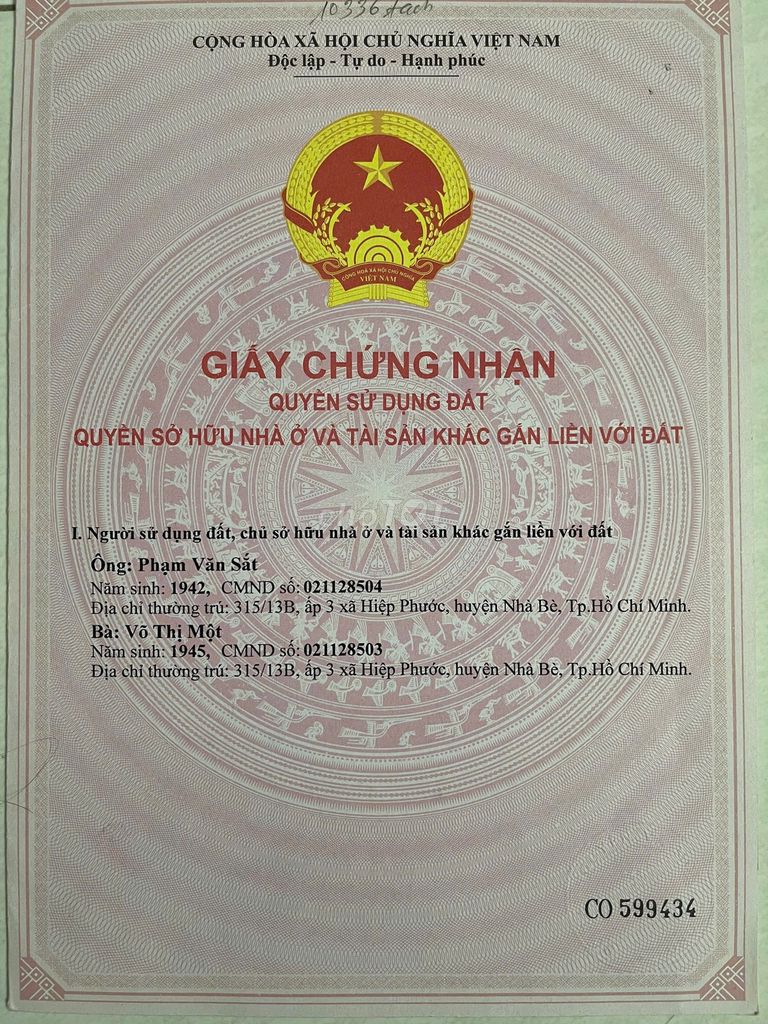 10336 tách
CỘNG HÒA XÃ HỘI CHỦ NGHĨA VIỆT NAM
Độc lập - Tự do - Hạnh phúc
CỘNG HOÀ XÃ HỘI CHỦ NGHĨA
VIỆT NAM
GIẤY CHỨNG NHẬN
QUYỀN SỬ DỤNG ĐẤT
QUYỀN SỞ HỮU NHÀ Ở VÀ TÀI SẢN KHÁC GẮN LIỀN VỚI ĐẤT
chợ TỐT
I. Người sử dụng đất, chủ sở hữu nhà ở và tài sản khác gắn liền với đất
Ông: Phạm Văn Sắt
Năm sinh: 1942, CMND số: 021128504
Địa chỉ thường trú: 315/13B, ấp 3 xã Hiệp Phước, huyện Nhà Bè, Tp.Hồ Chí Minh.
Bà: Võ Thị Một
Năm sinh: 1945, CMND số: 021128503
Địa chỉ thường trú: 315/13B, ấp 3 xã Hiệp Phước, huyện Nhà Bè, Tp.Hồ Chí Minh.
CO 599434